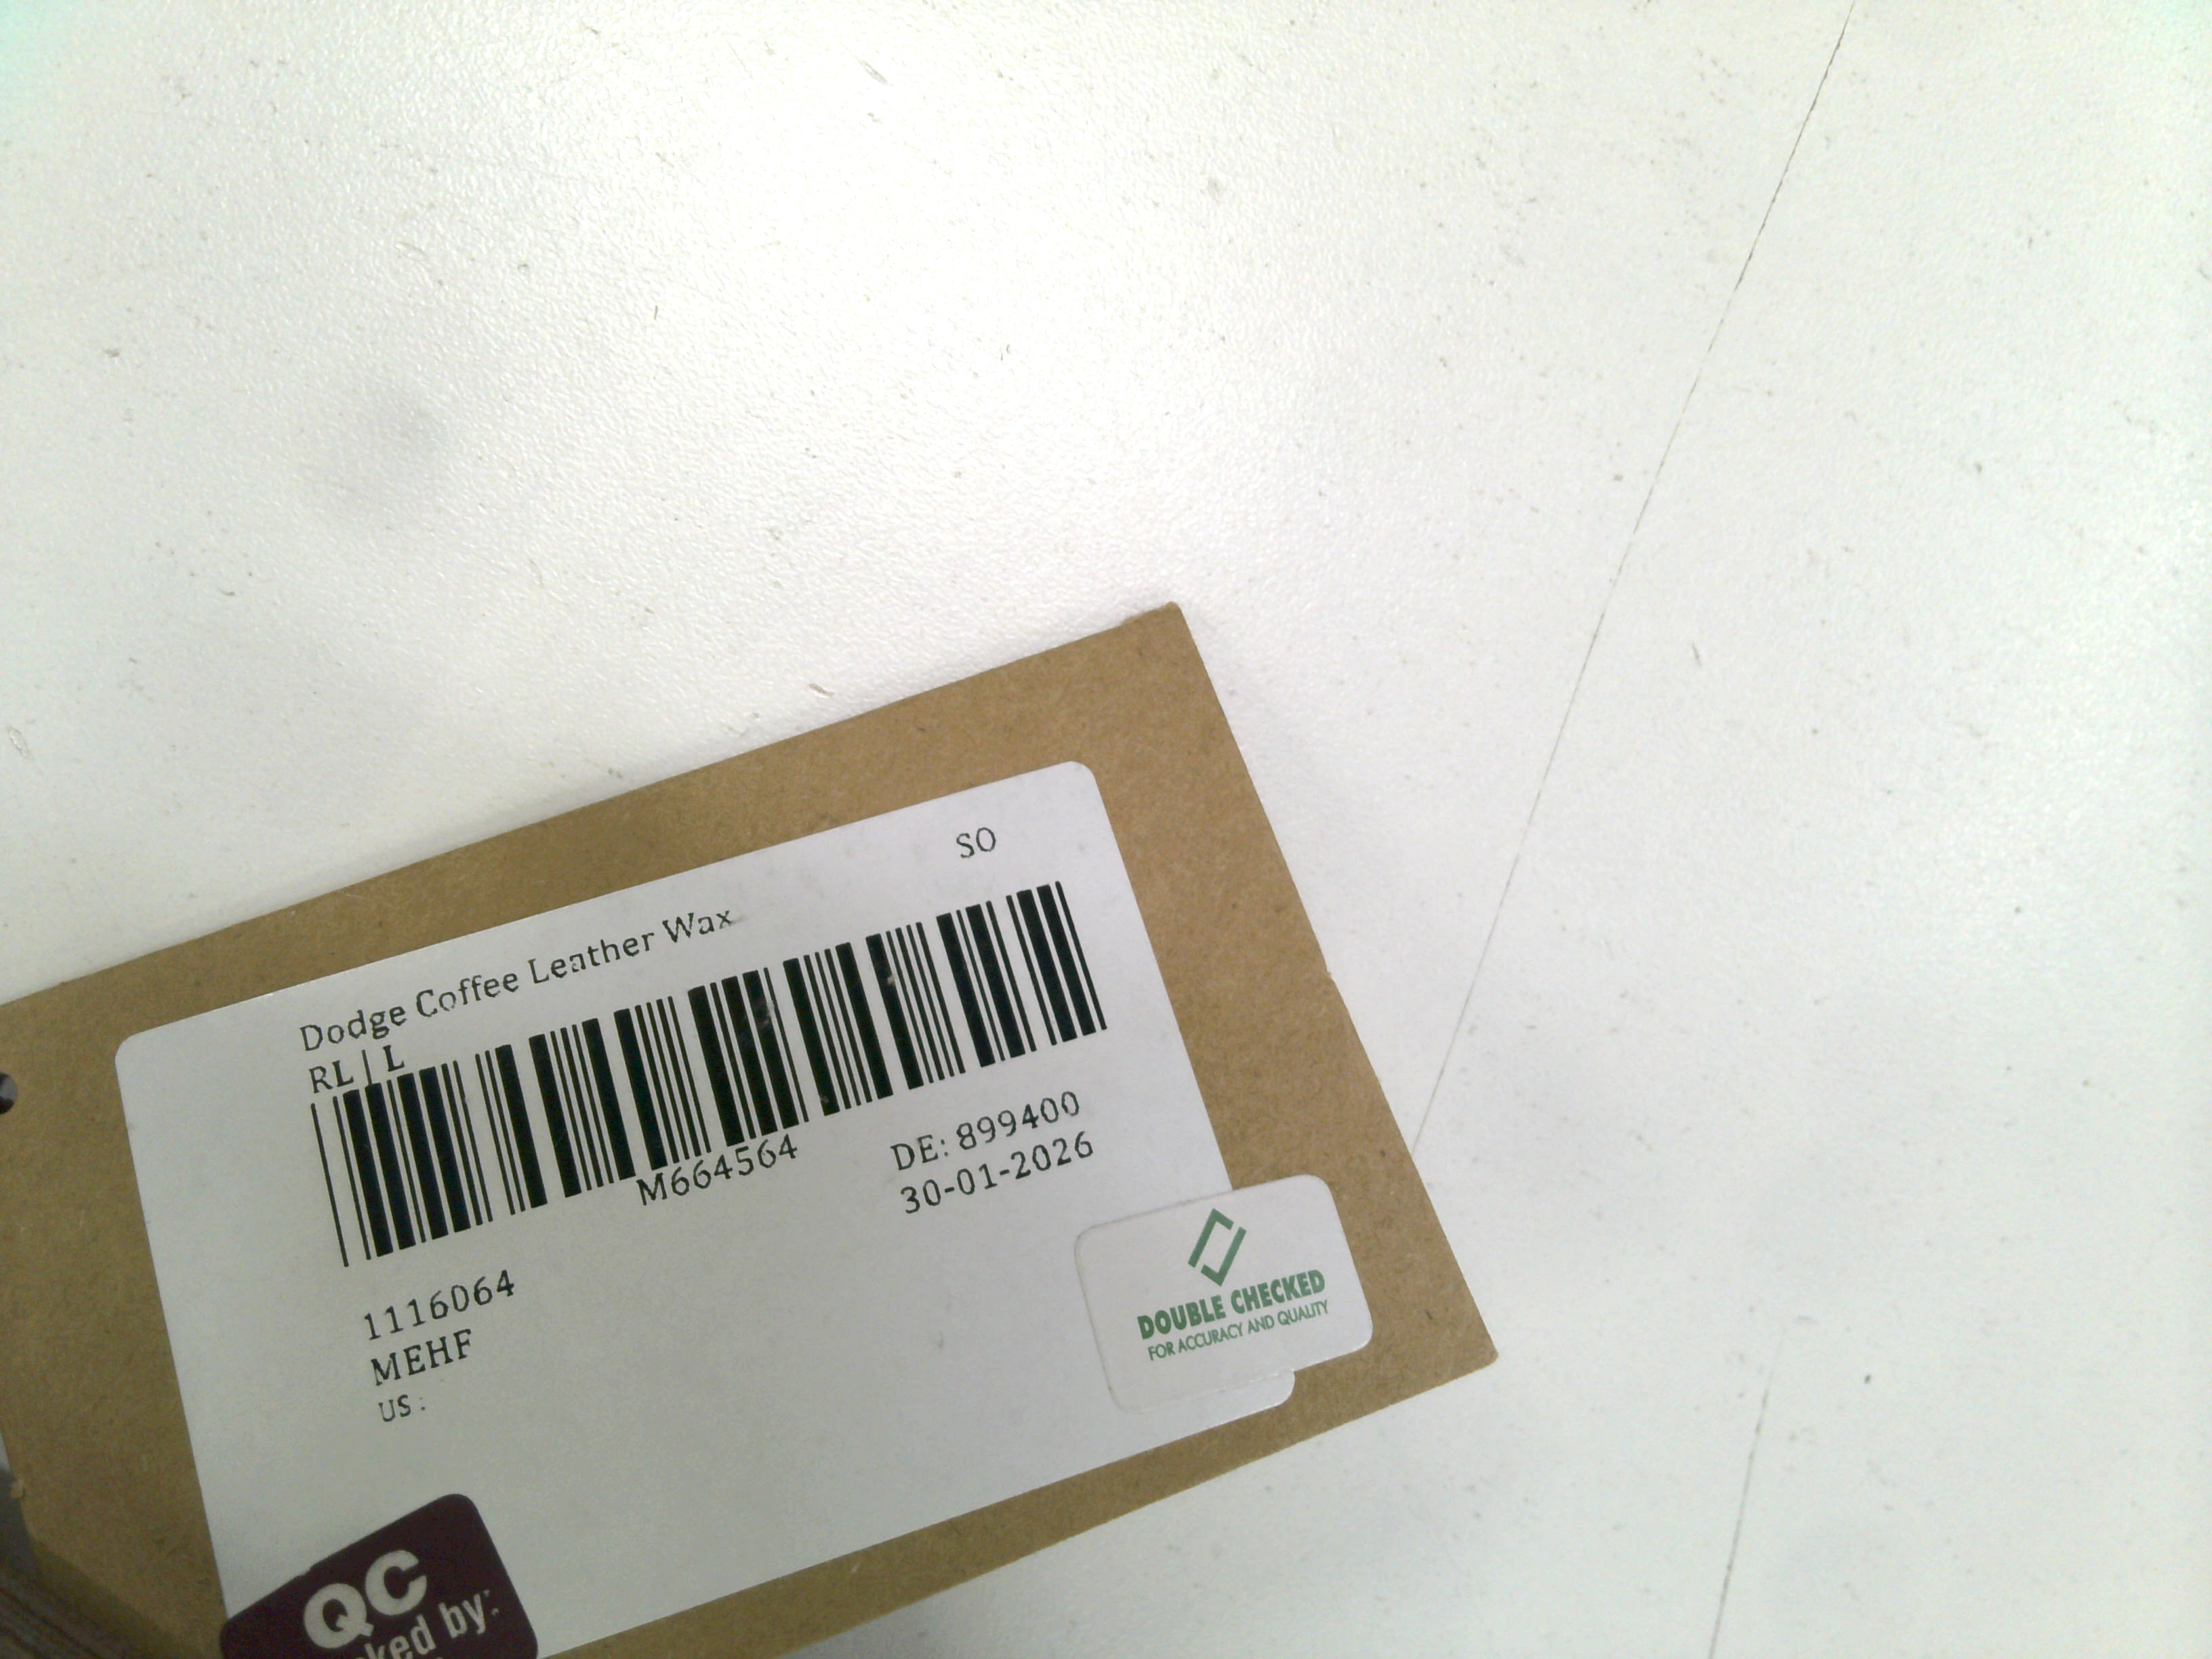 SO
Dodge Coffee Leather Wax
RL | L
M664564
DE: 899400
30-01-2026
1116064
MEHF
US :
DOUBLE CHECKED
FOR ACCURACY AND QUALITY
QC
by: